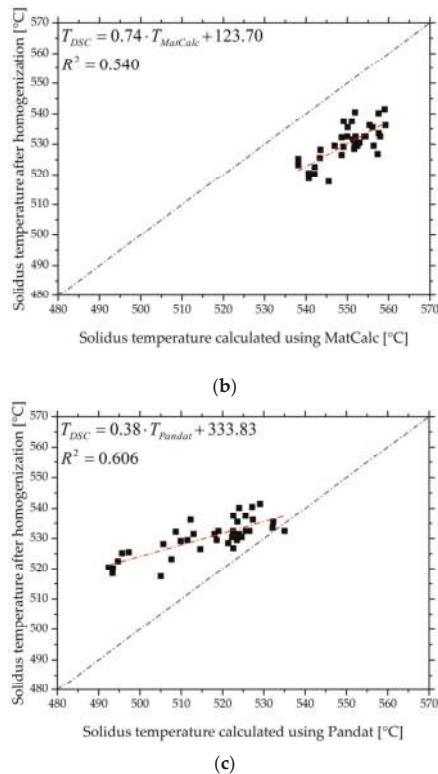 570
560
550
540
530
520
510
500
490
480
Solidus temperature after homogenization [°C]
T_DSC = 0.74 · T_MatCalc + 123.70
R² = 0.540
480 490 500 510 520 530 540 550 560 570
Solidus temperature calculated using MatCalc [°C]
(b)
570
560
550
540
530
520
510
500
490
480
Solidus temperature after homogenization [°C]
T_DSC = 0.38 · T_Pandat + 333.83
R² = 0.606
480 490 500 510 520 530 540 550 560 570
Solidus temperature calculated using Pandat [°C]
(c)